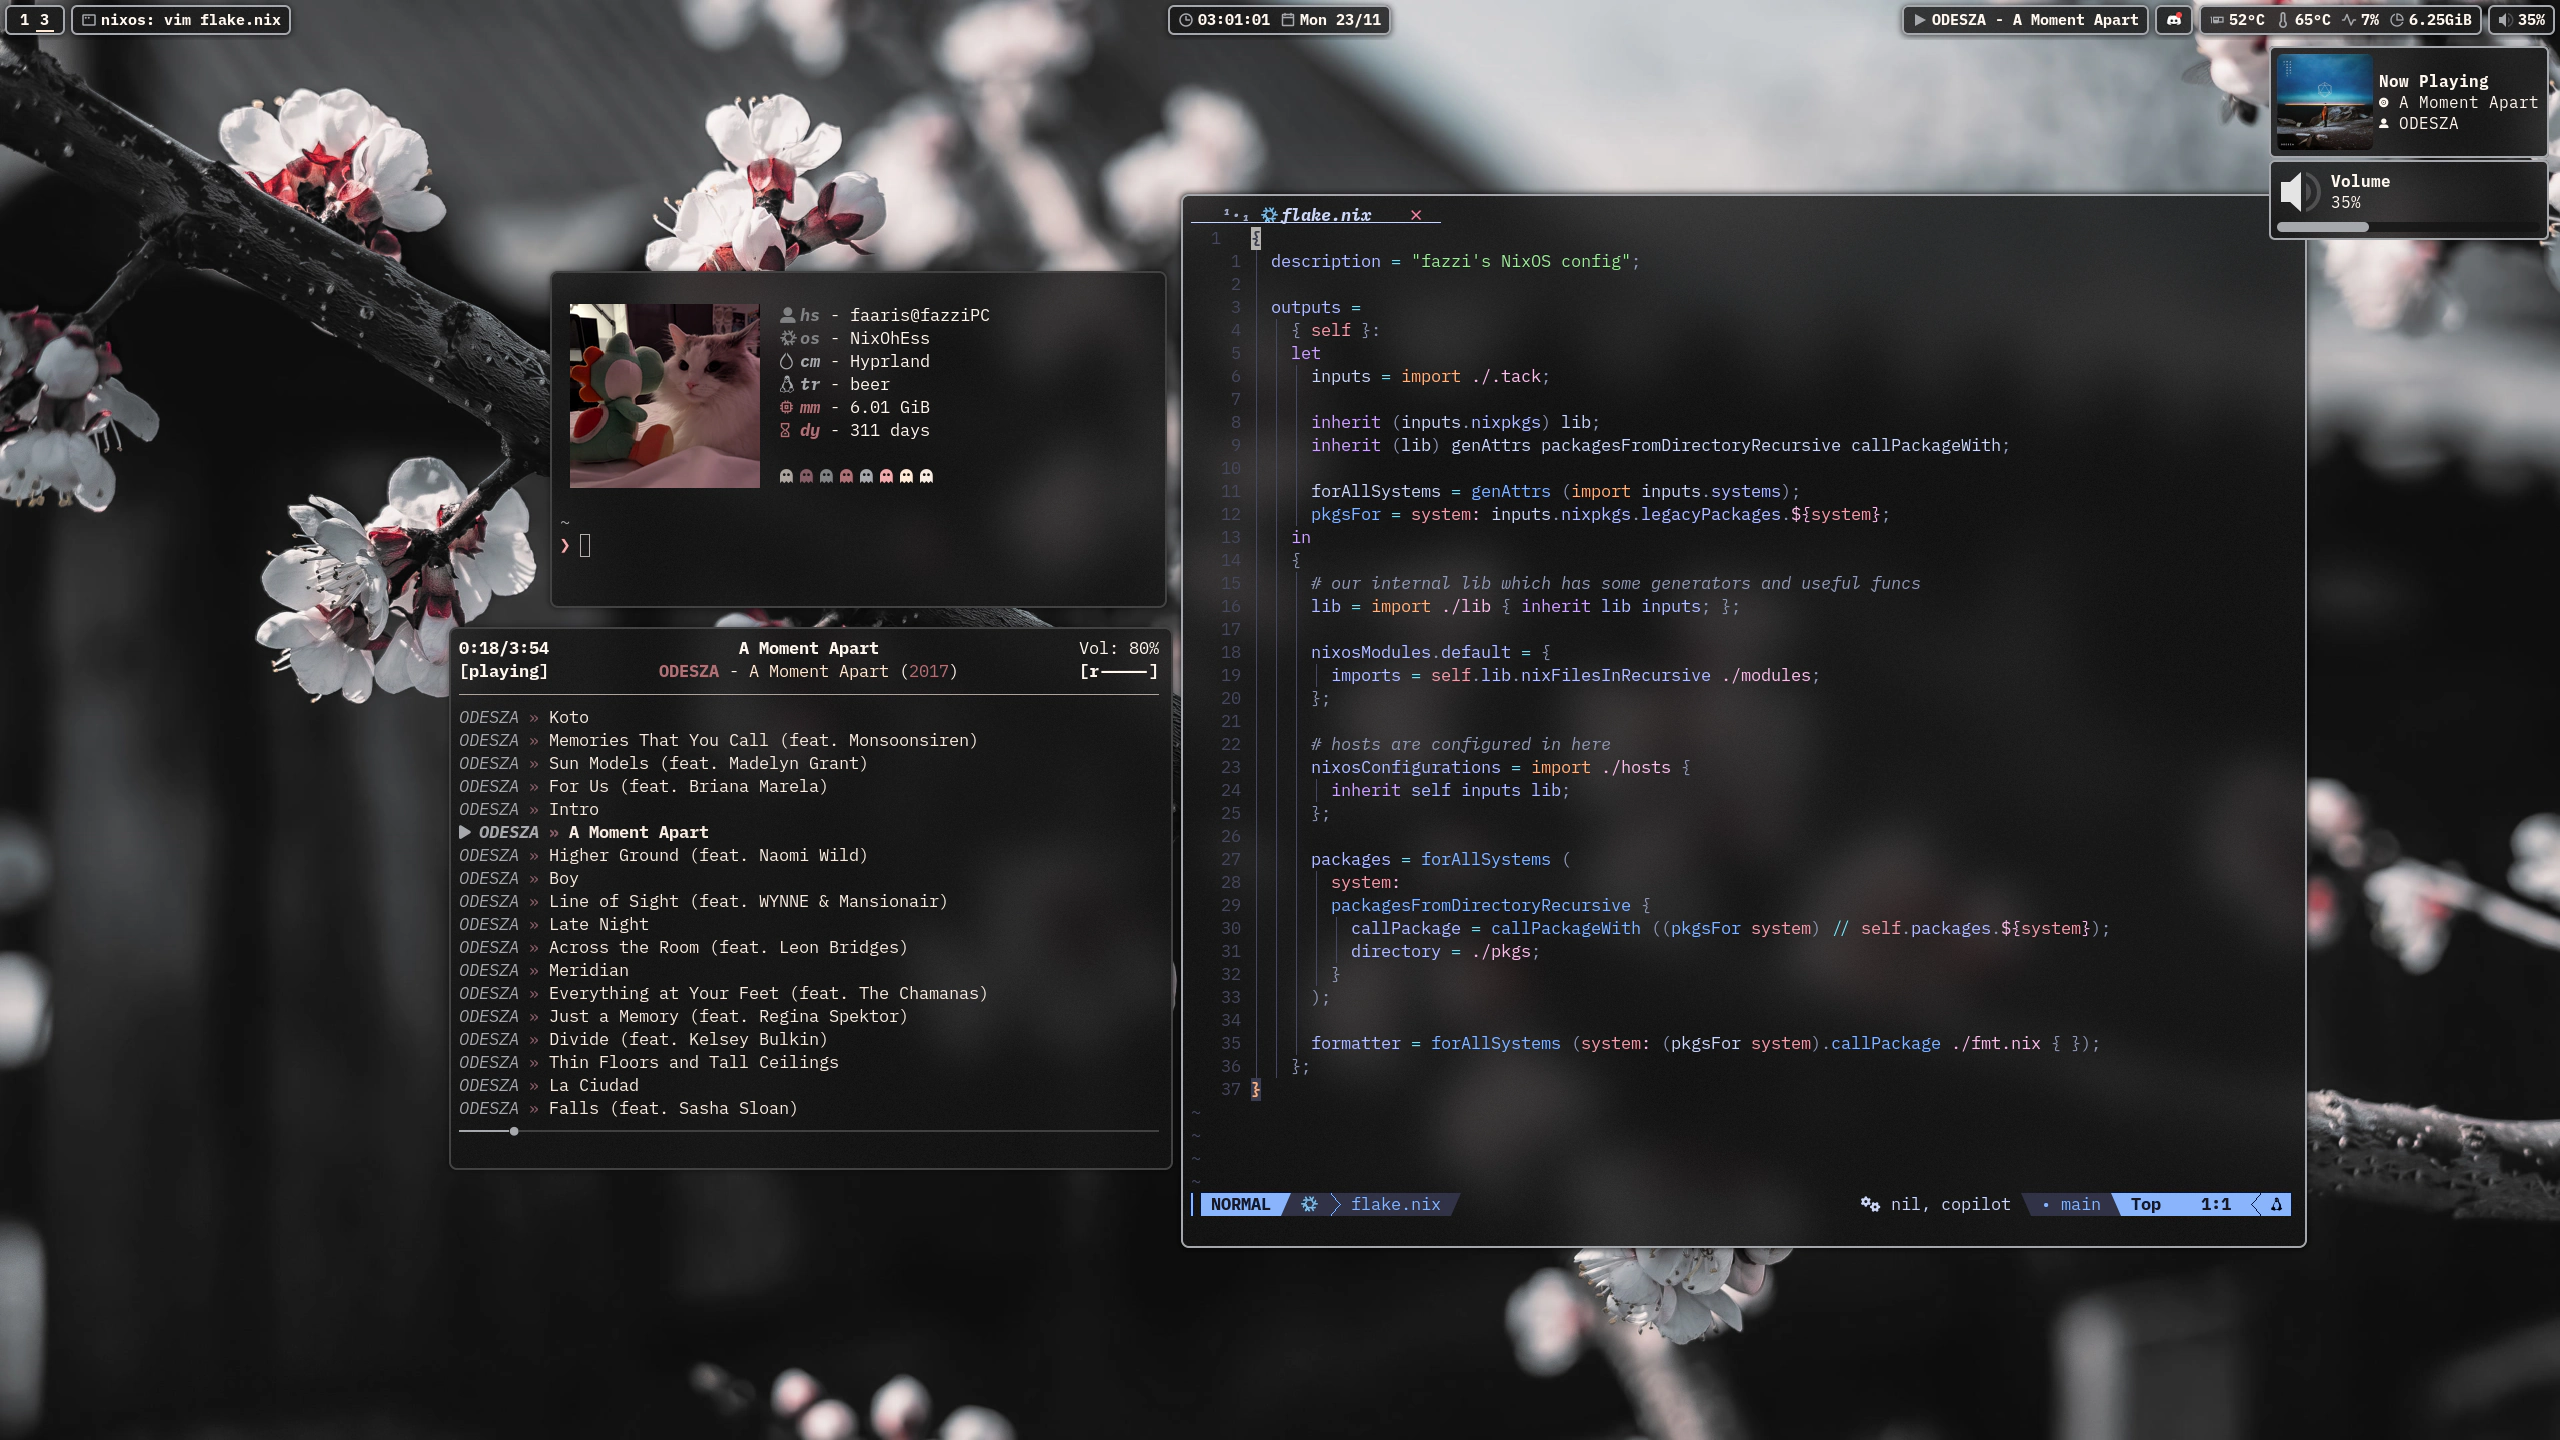 1 3 nixos: vim flake.nix 03:01:01 Mon 23/11 ODESZA - A Moment Apart 52°C 65°C 7% 6.25GiB 35%
Now Playing
A Moment Apart
ODESZA
Volume
35%
hs - faaris@fazziPC
os - NixOhEss
cm - Hyprland
tr - beer
mm - 6.01 GiB
dy - 311 days
~
❯
0:18/3:54 A Moment Apart Vol: 80%
[playing] ODESZA - A Moment Apart (2017) [r─────]
ODESZA » Koto
ODESZA » Memories That You Call (feat. Monsoonsiren)
ODESZA » Sun Models (feat. Madelyn Grant)
ODESZA » For Us (feat. Briana Marela)
ODESZA » Intro
ODESZA » A Moment Apart
ODESZA » Higher Ground (feat. Naomi Wild)
ODESZA » Boy
ODESZA » Line of Sight (feat. WYNNE & Mansionair)
ODESZA » Late Night
ODESZA » Across the Room (feat. Leon Bridges)
ODESZA » Meridian
ODESZA » Everything at Your Feet (feat. The Chamanas)
ODESZA » Just a Memory (feat. Regina Spektor)
ODESZA » Divide (feat. Kelsey Bulkin)
ODESZA » Thin Floors and Tall Ceilings
ODESZA » La Ciudad
ODESZA » Falls (feat. Sasha Sloan)
¹·₁ flake.nix ×
1 {
1 description = "fazzi's NixOS config";
2
3 outputs =
4 { self }:
5 let
6 inputs = import ./.tack;
7
8 inherit (inputs.nixpkgs) lib;
9 inherit (lib) genAttrs packagesFromDirectoryRecursive callPackageWith;
10
11 forAllSystems = genAttrs (import inputs.systems);
12 pkgsFor = system: inputs.nixpkgs.legacyPackages.${system};
13 in
14 {
15 # our internal lib which has some generators and useful funcs
16 lib = import ./lib { inherit lib inputs; };
17
18 nixosModules.default = {
19 imports = self.lib.nixFilesInRecursive ./modules;
20 };
21
22 # hosts are configured in here
23 nixosConfigurations = import ./hosts {
24 inherit self inputs lib;
25 };
26
27 packages = forAllSystems (
28 system:
29 packagesFromDirectoryRecursive {
30 callPackage = callPackageWith ((pkgsFor system) // self.packages.${system});
31 directory = ./pkgs;
32 }
33 );
34
35 formatter = forAllSystems (system: (pkgsFor system).callPackage ./fmt.nix { });
36 };
37 }
~
~
~
~
NORMAL flake.nix nil, copilot • main Top 1:1